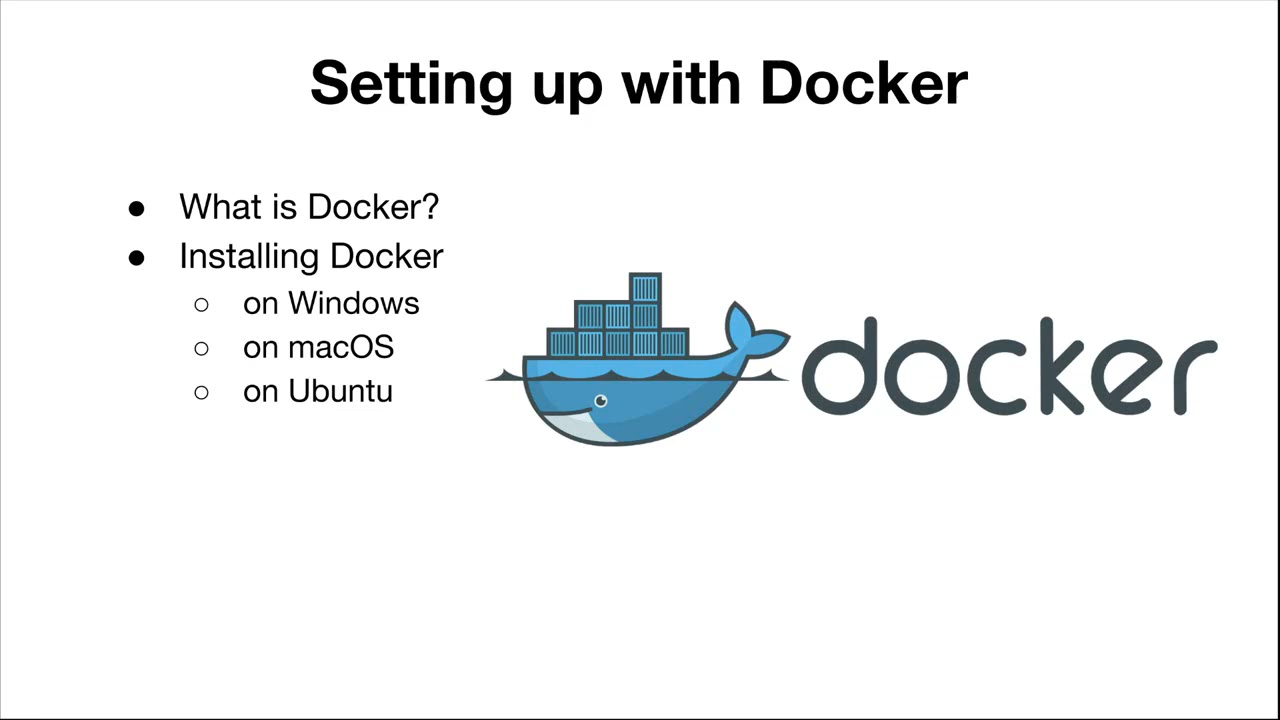 Setting up with Docker
● What is Docker?
● Installing Docker
○ on Windows
○ on macOS
○ on Ubuntu
docker